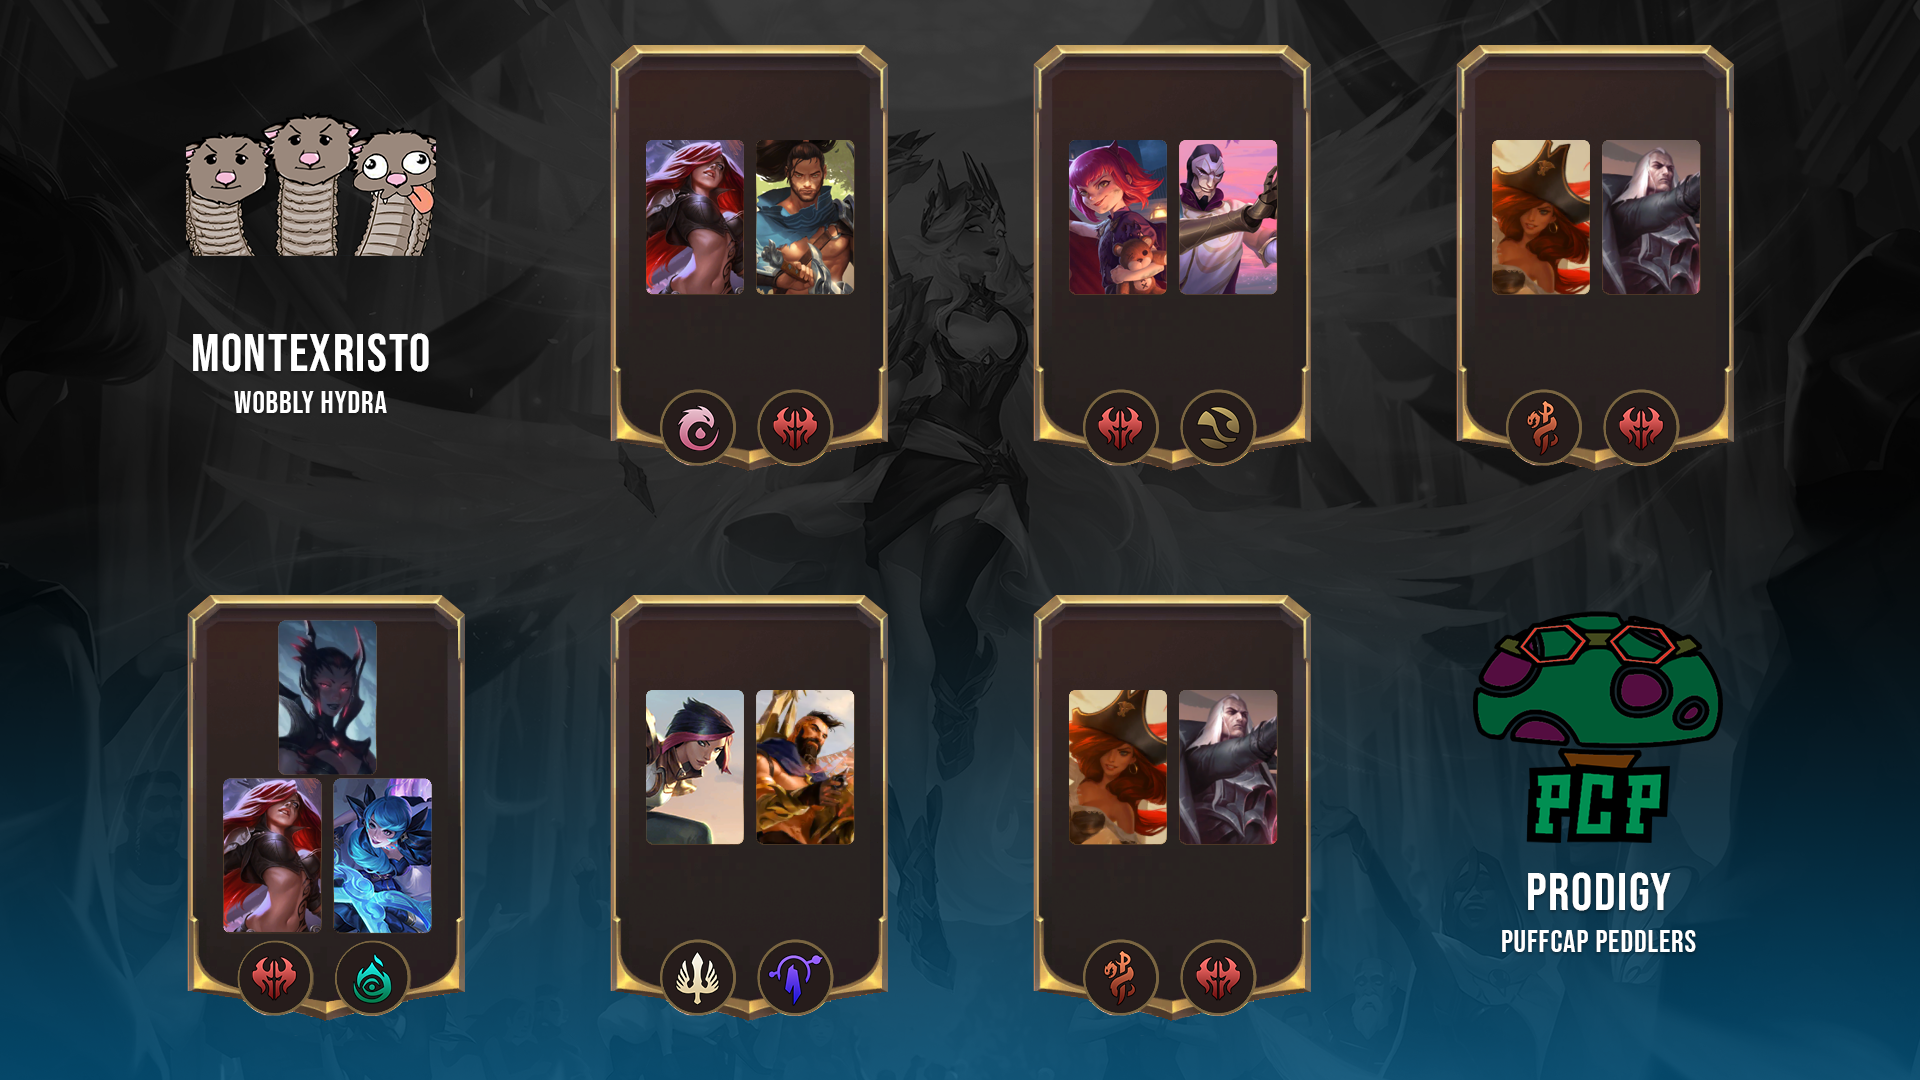 MONTEXRISTO
WOBBLY HYDRA
PCP
PRODIGY
PUFFCAP PEDDLERS